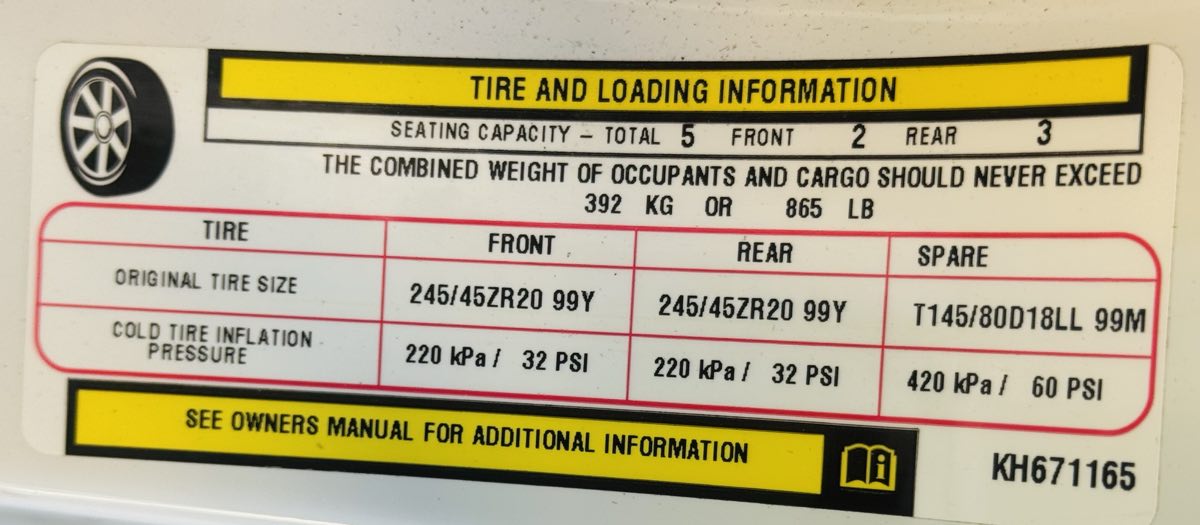 TIRE AND LOADING INFORMATION
SEATING CAPACITY – TOTAL 5 FRONT 2 REAR 3
THE COMBINED WEIGHT OF OCCUPANTS AND CARGO SHOULD NEVER EXCEED
392 KG OR 865 LB
TIRE FRONT REAR SPARE
ORIGINAL TIRE SIZE 245/45ZR20 99Y 245/45ZR20 99Y T145/80D18LL 99M
COLD TIRE INFLATION
PRESSURE 220 kPa / 32 PSI 220 kPa / 32 PSI 420 kPa / 60 PSI
SEE OWNERS MANUAL FOR ADDITIONAL INFORMATION
KH671165